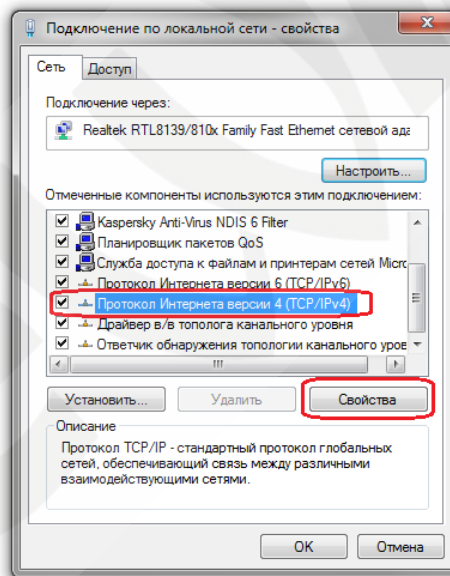 Подключение по локальной сети - свойства
Сеть
Доступ
Подключение через:
Realtek RTL8139/810x Family Fast Ethernet сетевой ада
Настроить...
Отмеченные компоненты используются этим подключением:
Kaspersky Anti-Virus NDIS 6 Filter
Планировщик пакетов QoS
Служба доступа к файлам и принтерам сетей Micro
Протокол Интернета версии 6 (TCP/IPv6)
Протокол Интернета версии 4 (TCP/IPv4)
Драйвер в/в тополога канального уровня
Ответчик обнаружения топологии канального уров
Установить...
Удалить
Свойства
Описание
Протокол TCP/IP - стандартный протокол глобальных
сетей, обеспечивающий связь между различными
взаимодействующими сетями.
OK
Отмена